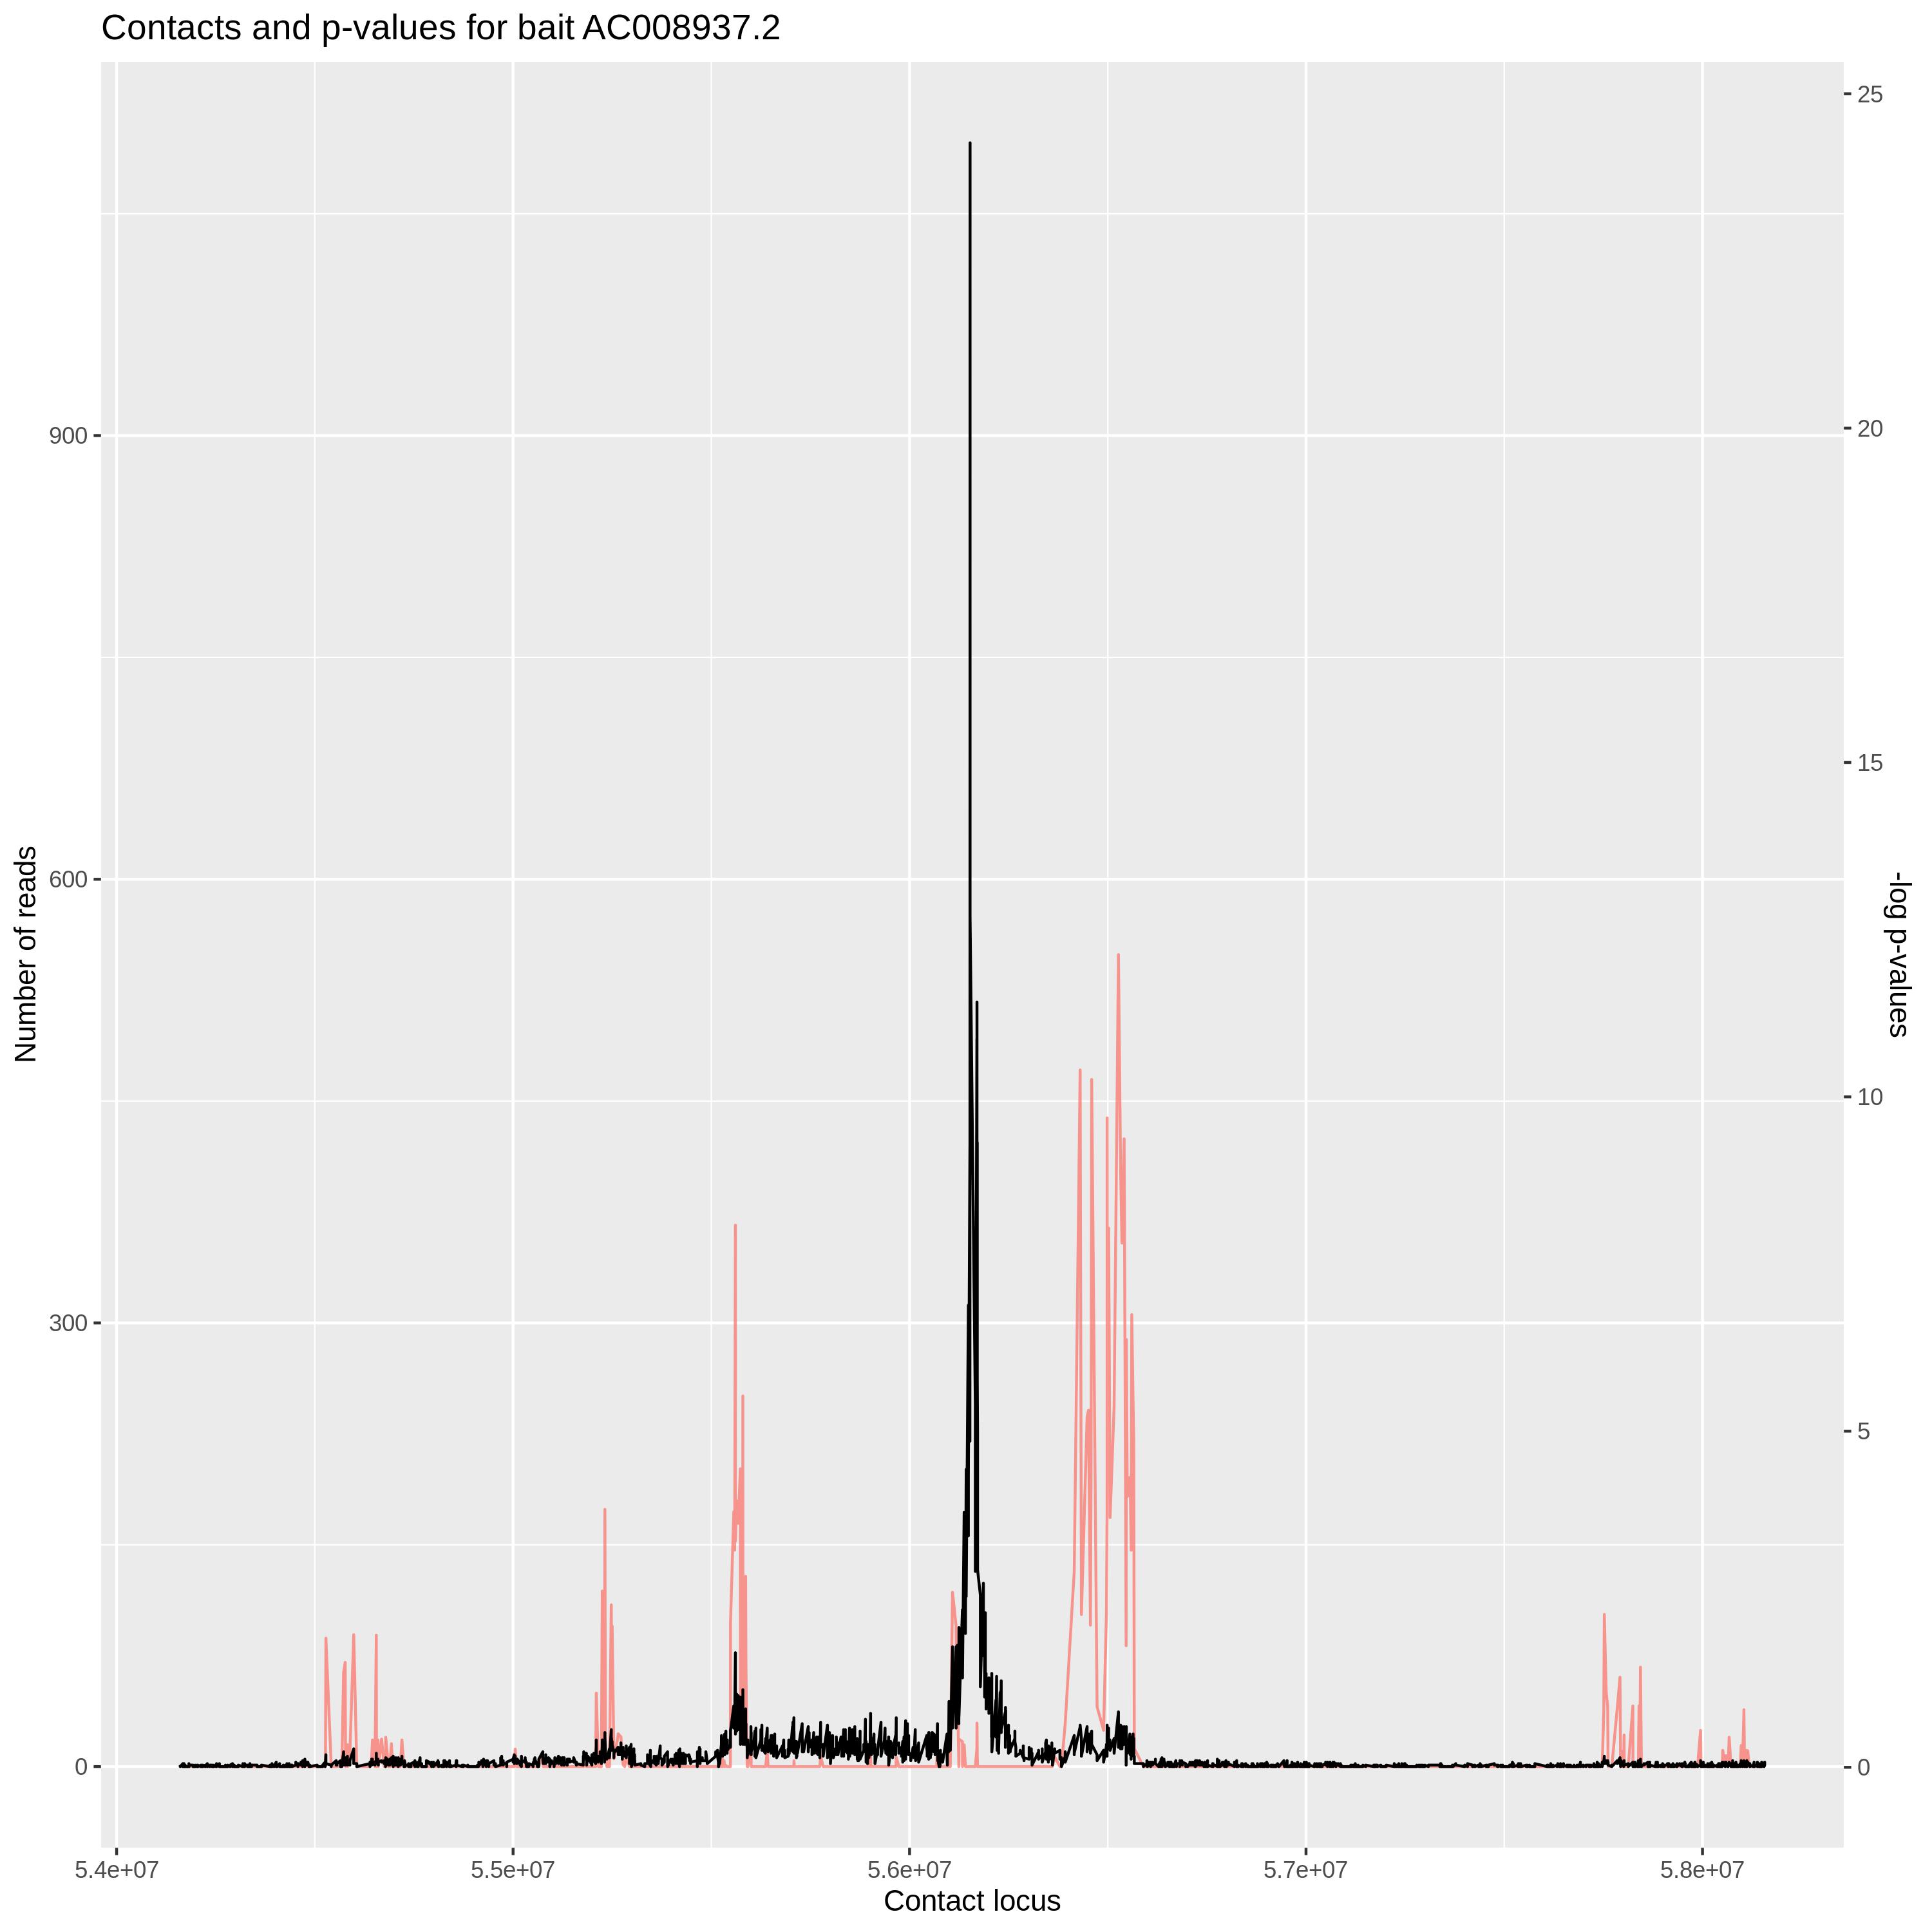 Contacts and p-values for bait AC008937.2
25
900
20
15
600
Number of reads
-log p-values
10
300
5
0
0
5.4e+07
5.5e+07
5.6e+07
5.7e+07
5.8e+07
Contact locus